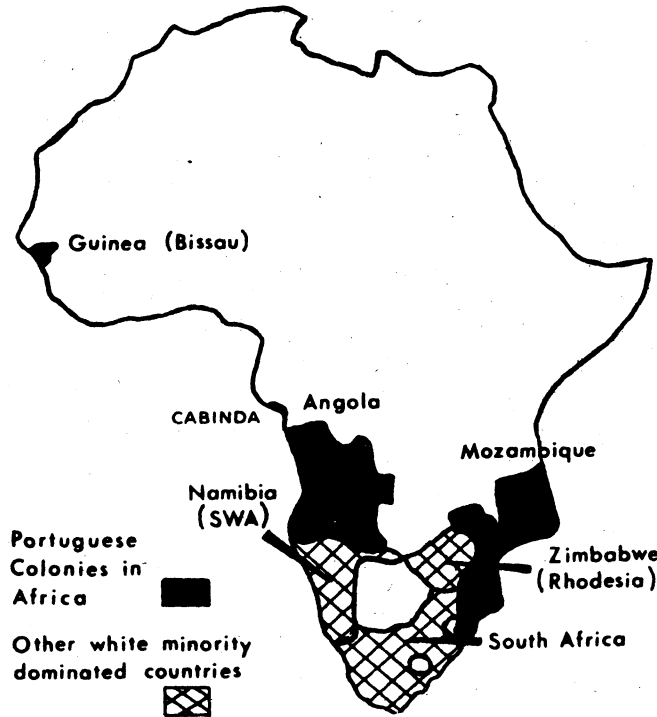 Guinea (Bissau)
CABINDA
Angola
Mozambique
Namibia
(SWA)
Zimbabwe
(Rhodesia)
South Africa
Portuguese
Colonies in
Africa
Other white minority
dominated countries